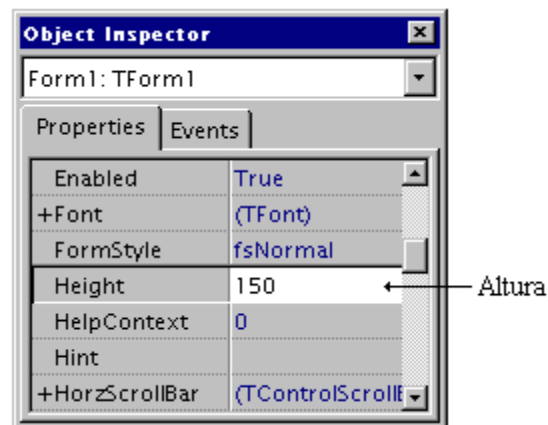 Object Inspector
Form1: TForm1
Properties Events
Enabled True
+Font (TFont)
FormStyle fsNormal
Height 150 Altura
HelpContext 0
Hint
+HorzScrollBar (TControlScrollB